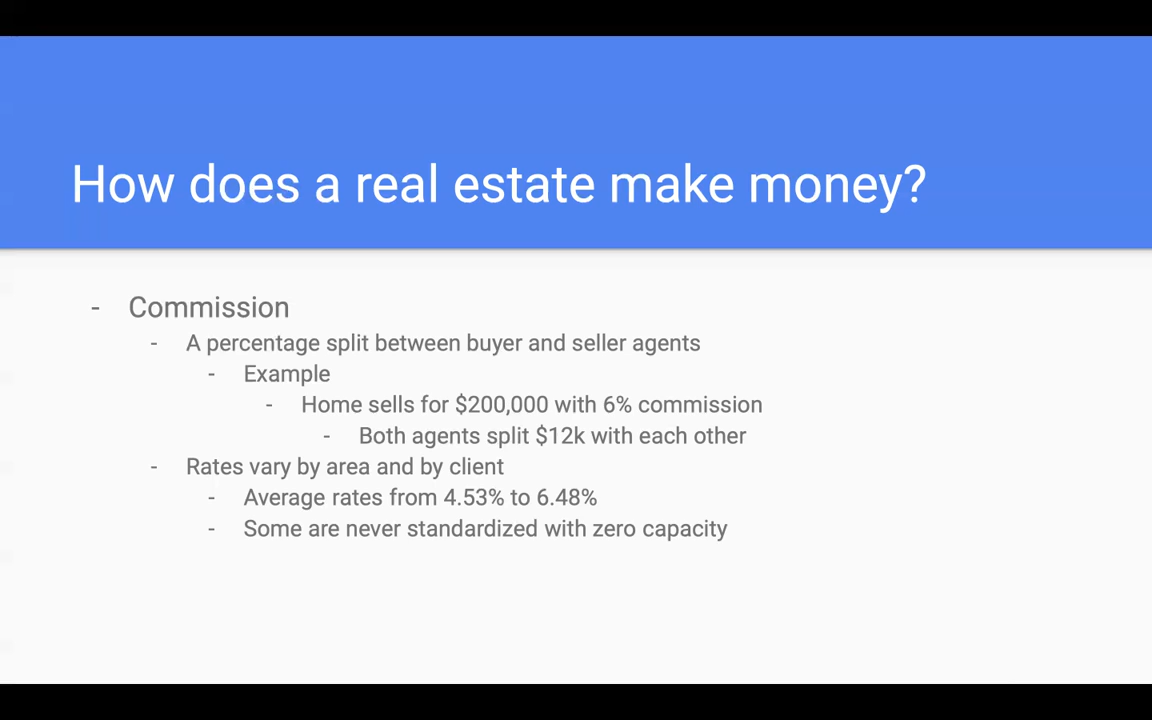 How does a real estate make money?
- Commission
- A percentage split between buyer and seller agents
- Example
- Home sells for $200,000 with 6% commission
- Both agents split $12k with each other
- Rates vary by area and by client
- Average rates from 4.53% to 6.48%
- Some are never standardized with zero capacity